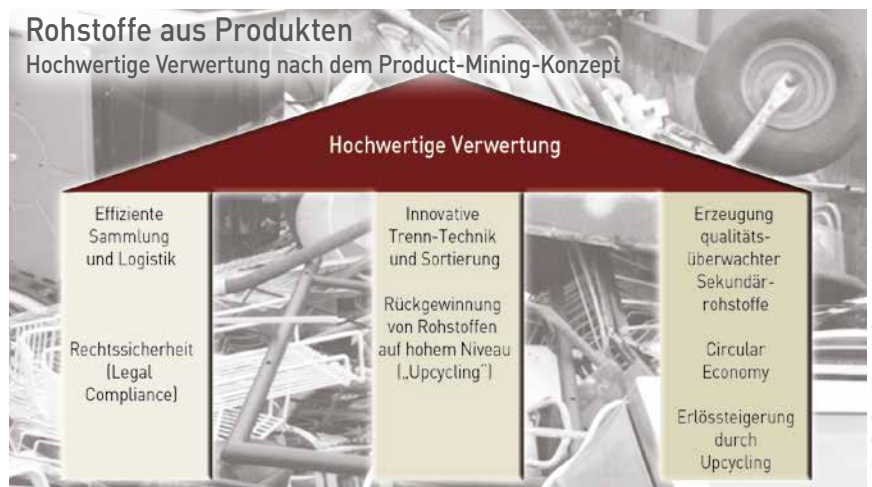 Rohstoffe aus Produkten
Hochwertige Verwertung nach dem Product-Mining-Konzept
Hochwertige Verwertung
Effiziente
Sammlung
und Logistik
Rechtssicherheit
(Legal
Compliance)
Innovative
Trenn-Technik
und Sortierung
Rückgewinnung
von Rohstoffen
auf hohem Niveau
(„Upcycling“)
Erzeugung
qualitäts-
überwachter
Sekundär-
rohstoffe
Circular
Economy
Erlössteigerung
durch
Upcycling